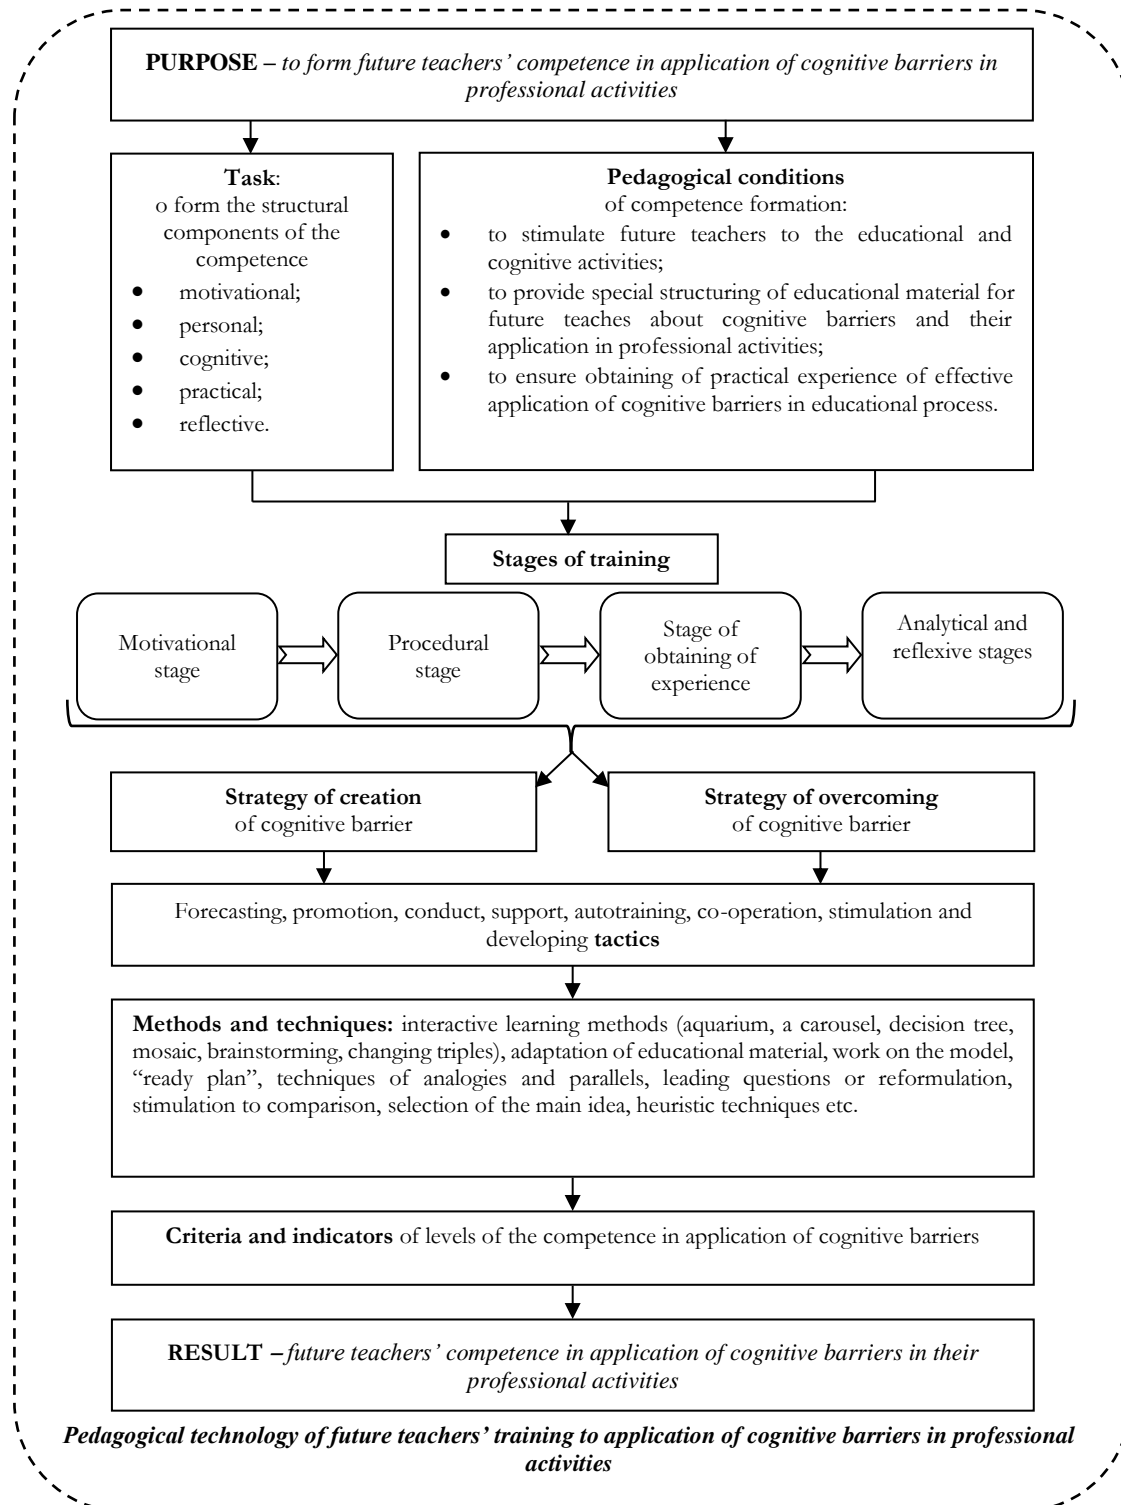 PURPOSE – to form future teachers’ competence in application of cognitive barriers in
professional activities
Task:
o form the structural
components of the
competence
• motivational;
• personal;
• cognitive;
• practical;
• reflective.
Pedagogical conditions
of competence formation:
• to stimulate future teachers to the educational and
cognitive activities;
• to provide special structuring of educational material for
future teaches about cognitive barriers and their
application in professional activities;
• to ensure obtaining of practical experience of effective
application of cognitive barriers in educational process.
Stages of training
Motivational
stage
Procedural
stage
Stage of
obtaining of
experience
Analytical and
reflexive stages
Strategy of creation
of cognitive barrier
Strategy of overcoming
of cognitive barrier
Forecasting, promotion, conduct, support, autotraining, co-operation, stimulation and
developing tactics
Methods and techniques: interactive learning methods (aquarium, a carousel, decision tree,
mosaic, brainstorming, changing triples), adaptation of educational material, work on the model,
“ready plan”, techniques of analogies and parallels, leading questions or reformulation,
stimulation to comparison, selection of the main idea, heuristic techniques etc.
Criteria and indicators of levels of the competence in application of cognitive barriers
RESULT – future teachers’ competence in application of cognitive barriers in their
professional activities
Pedagogical technology of future teachers’ training to application of cognitive barriers in professional
activities